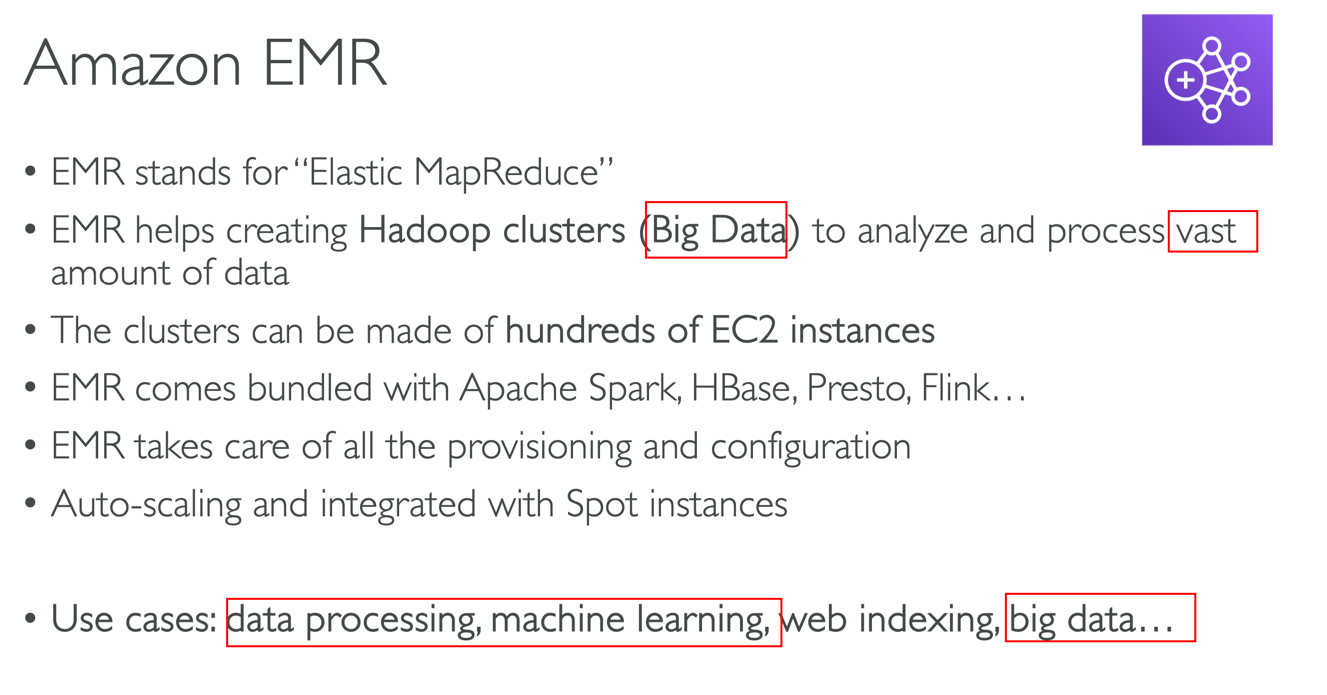 Amazon EMR
• EMR stands for “Elastic MapReduce”
• EMR helps creating Hadoop clusters (Big Data) to analyze and process vast
amount of data
• The clusters can be made of hundreds of EC2 instances
• EMR comes bundled with Apache Spark, HBase, Presto, Flink…
• EMR takes care of all the provisioning and configuration
• Auto-scaling and integrated with Spot instances
• Use cases: data processing, machine learning, web indexing, big data…